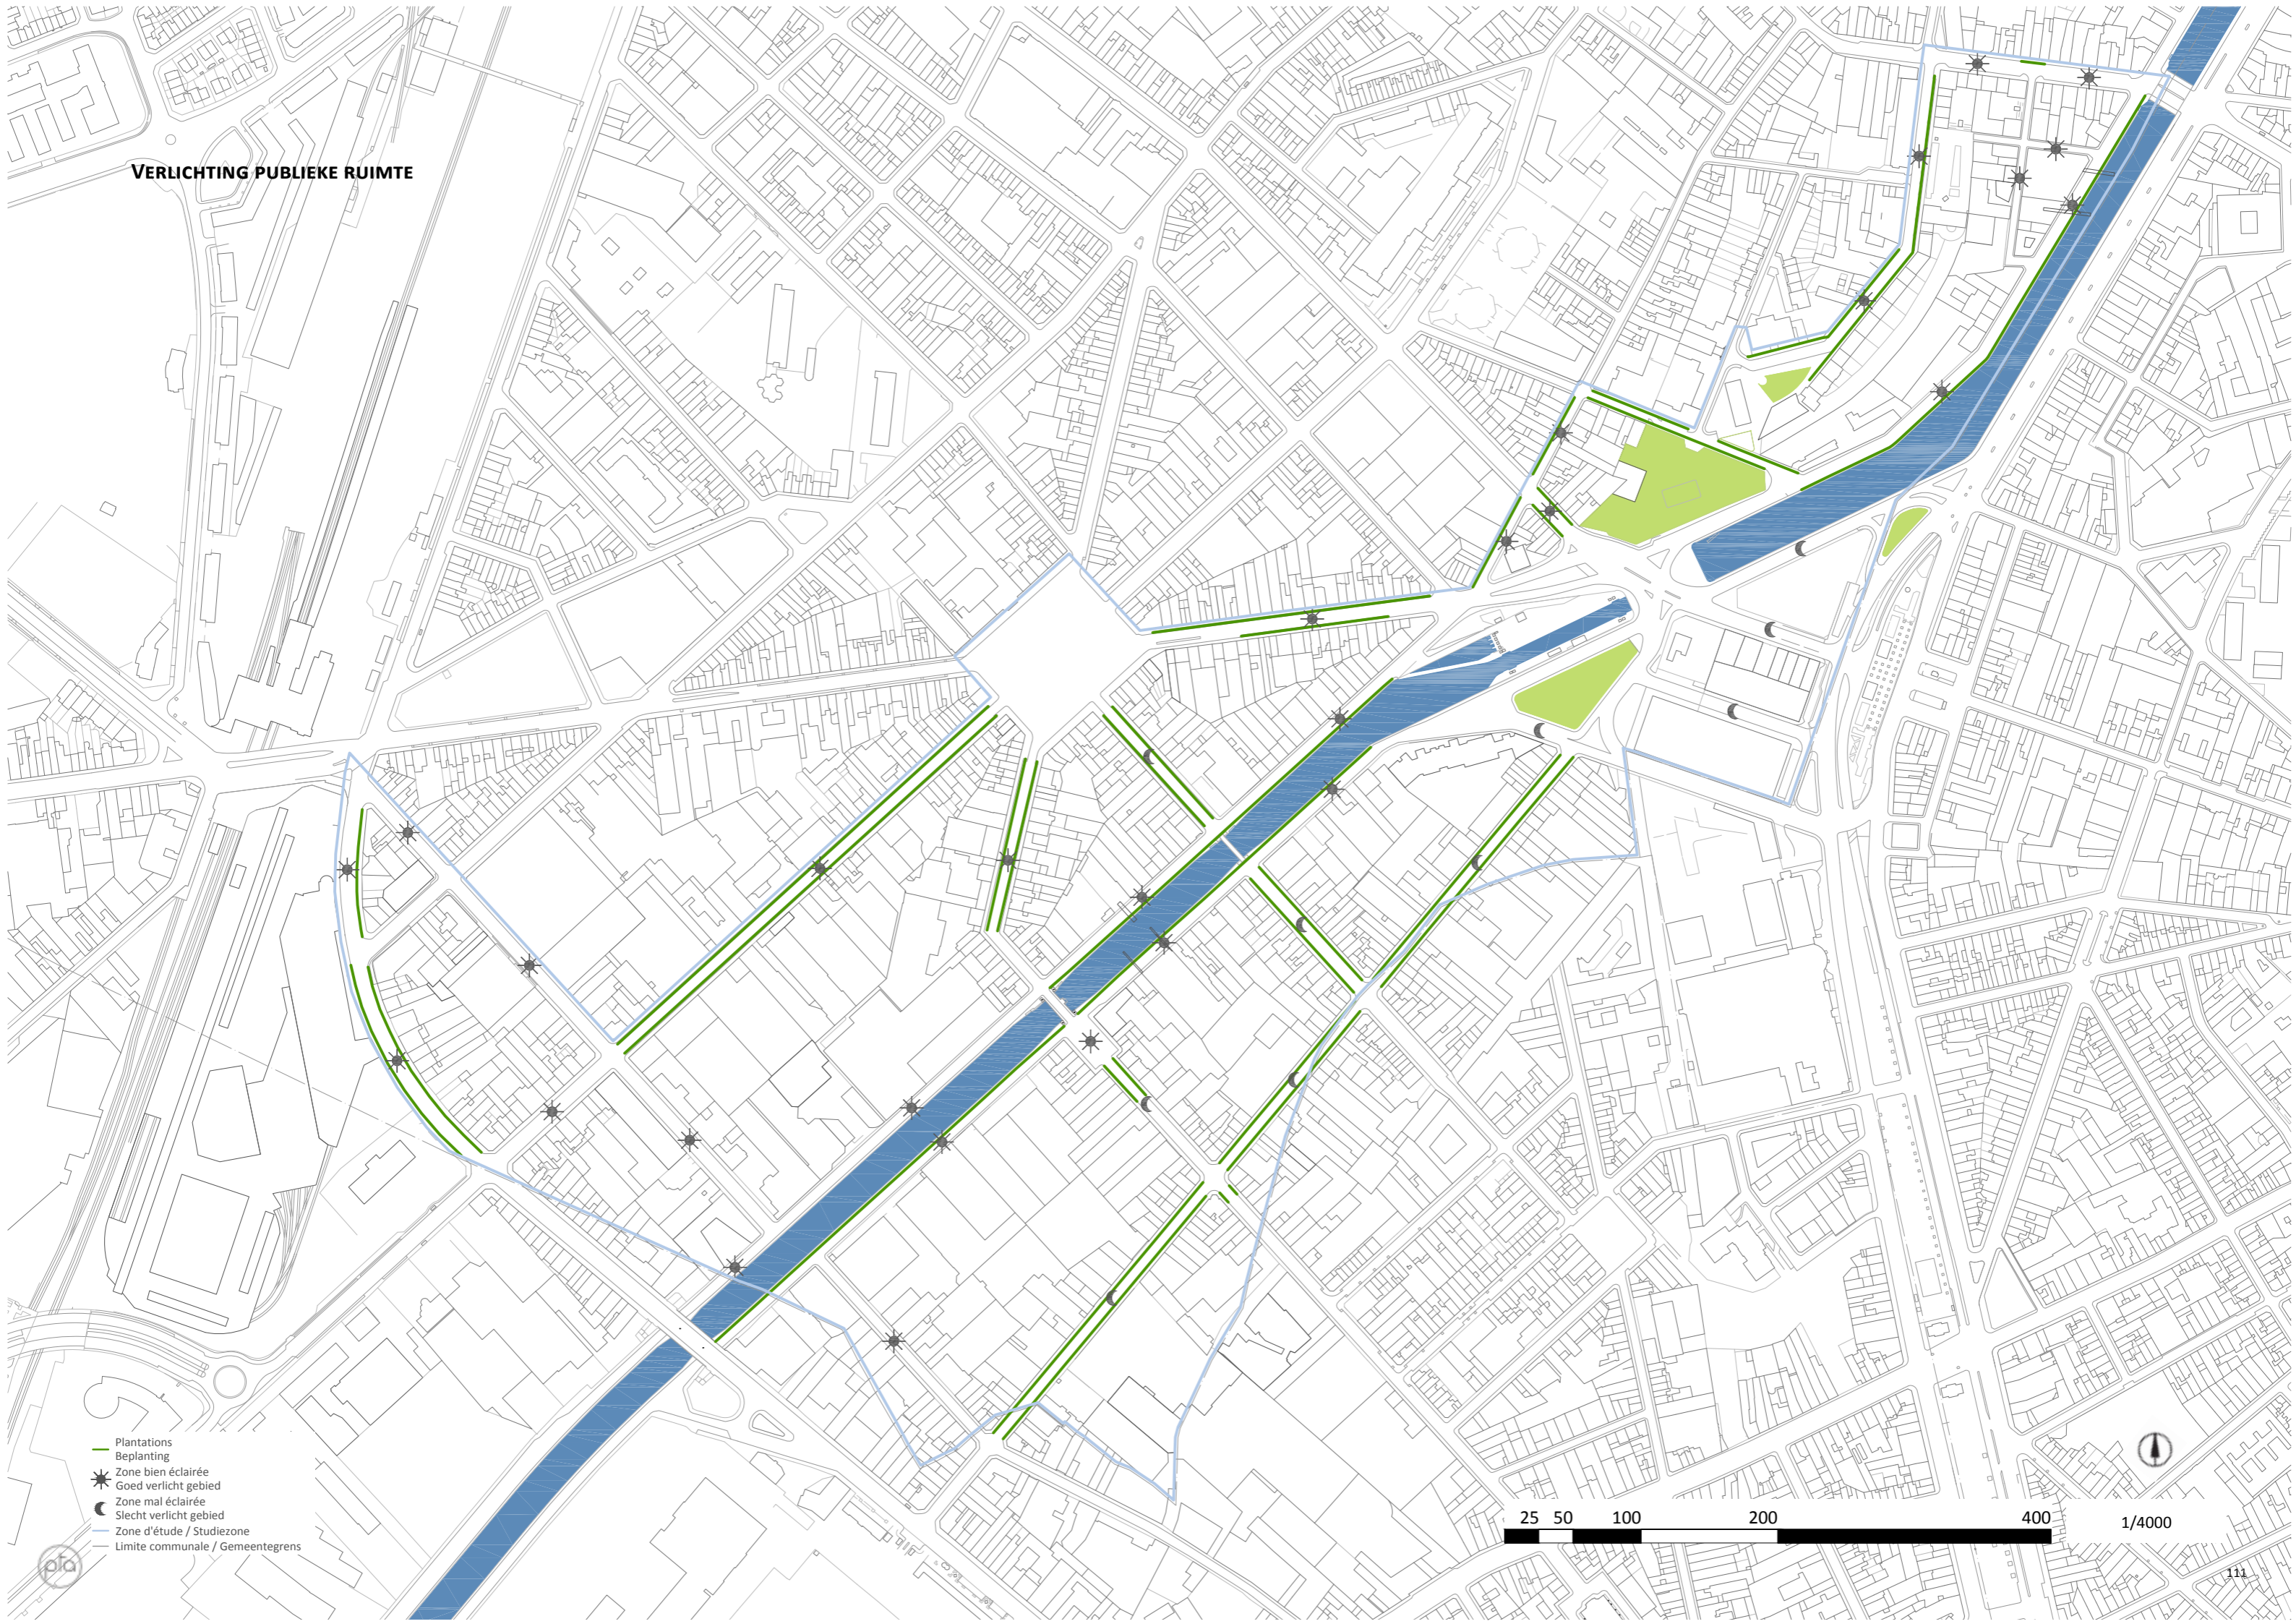 VERLICHTING PUBLIEKE RUIMTE
Plantations
Beplanting
Zone bien éclairée
Goed verlicht gebied
Zone mal éclairée
Slecht verlicht gebied
Zone d'étude / Studiezone
Limite communale / Gemeentegrens
pta
25 50 100 200 400
1/4000
111